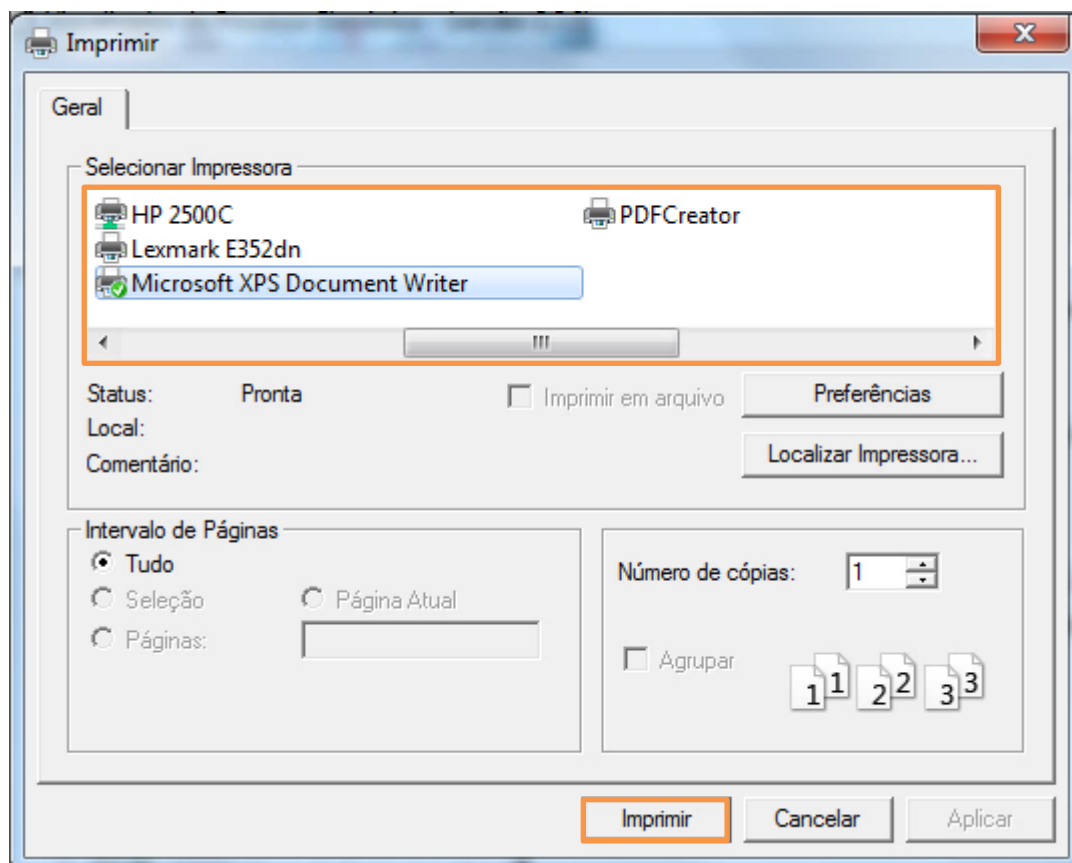 Imprimir
Geral
Selecionar Impressora
HP 2500C PDFCreator
Lexmark E352dn
Microsoft XPS Document Writer
Status: Pronta Imprimir em arquivo Preferências
Local:
Comentário: Localizar Impressora...
Intervalo de Páginas
Tudo
Seleção Página Atual
Páginas:
Número de cópias: 1
Agrupar
1 1 2 2 3 3
Imprimir Cancelar Aplicar